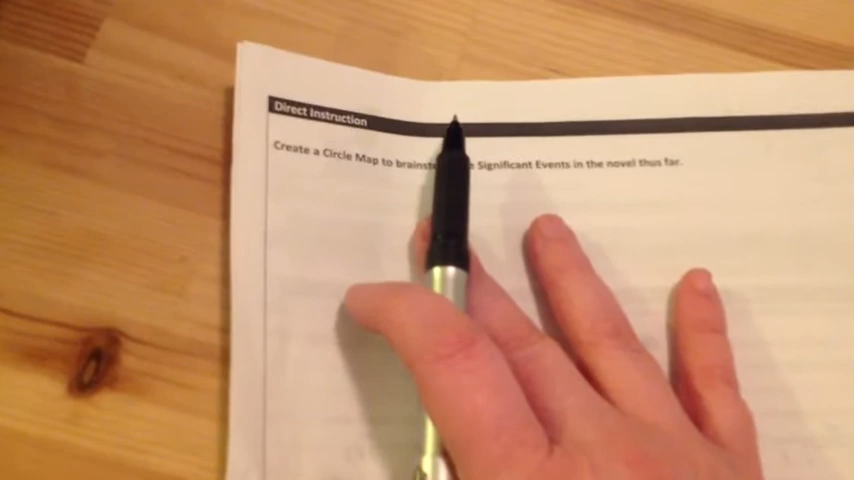 Direct Instruction
Create a Circle Map to Significant Events in the novel thus far.